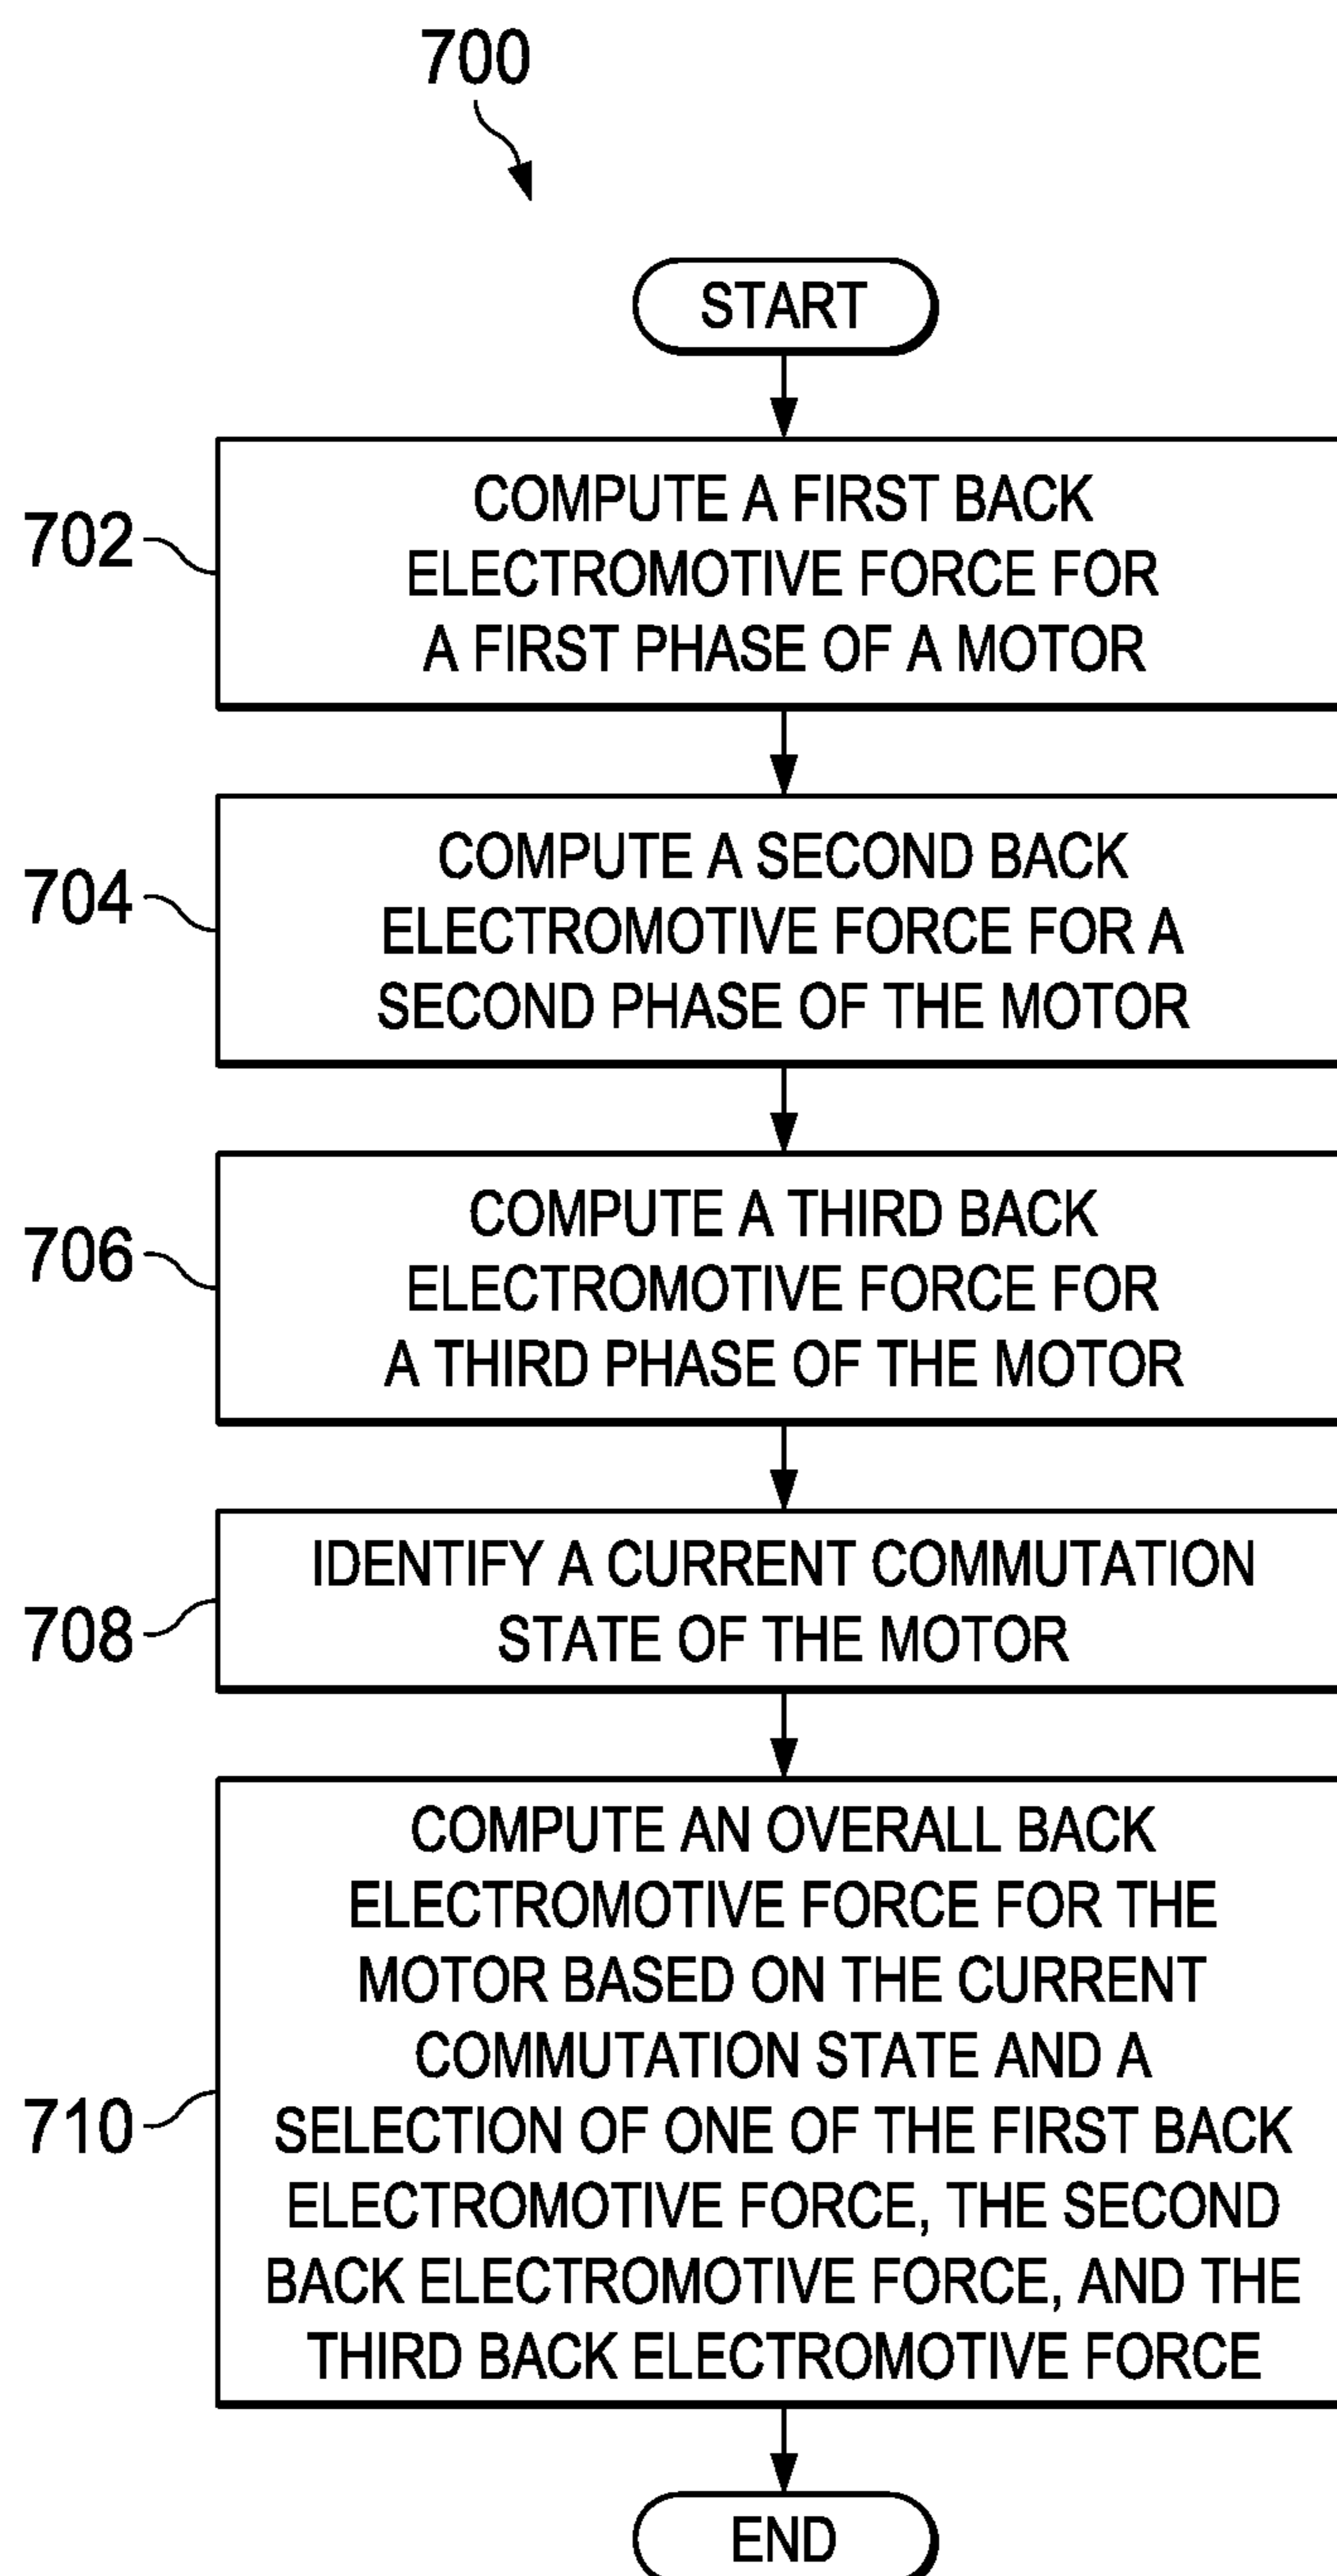 700
START
702
COMPUTE A FIRST BACK
ELECTROMOTIVE FORCE FOR
A FIRST PHASE OF A MOTOR
704
COMPUTE A SECOND BACK
ELECTROMOTIVE FORCE FOR A
SECOND PHASE OF THE MOTOR
706
COMPUTE A THIRD BACK
ELECTROMOTIVE FORCE FOR
A THIRD PHASE OF THE MOTOR
708
IDENTIFY A CURRENT COMMUTATION
STATE OF THE MOTOR
710
COMPUTE AN OVERALL BACK
ELECTROMOTIVE FORCE FOR THE
MOTOR BASED ON THE CURRENT
COMMUTATION STATE AND A
SELECTION OF ONE OF THE FIRST BACK
ELECTROMOTIVE FORCE, THE SECOND
BACK ELECTROMOTIVE FORCE, AND THE
THIRD BACK ELECTROMOTIVE FORCE
END